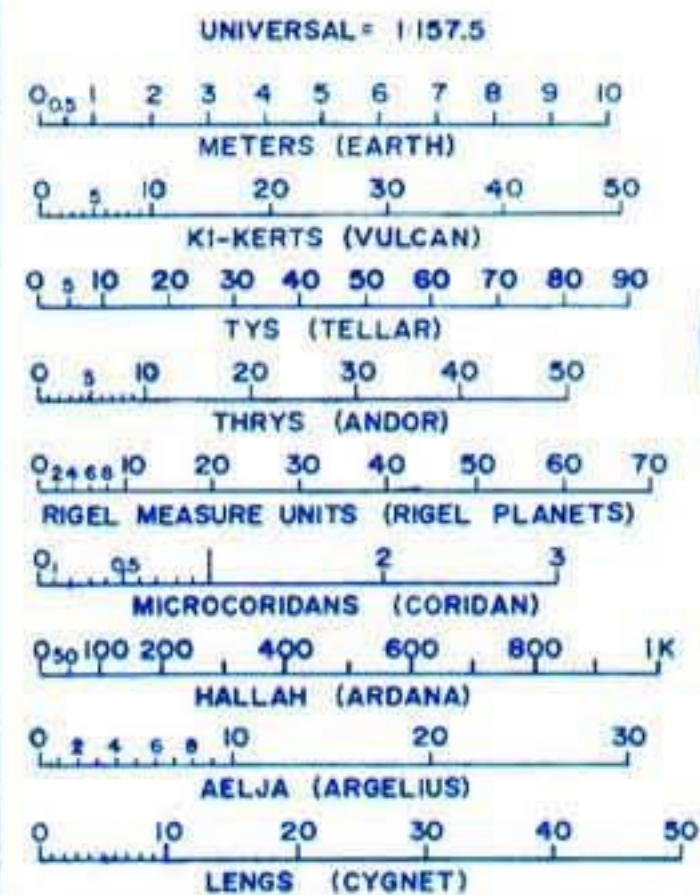 UNIVERSAL = 1:157.5
0 0.5 1 2 3 4 5 6 7 8 9 10
METERS (EARTH)
0 5 10 20 30 40 50
KI-KERTS (VULCAN)
0 5 10 20 30 40 50 60 70 80 90
TYS (TELLAR)
0 5 10 20 30 40 50
THRYS (ANDOR)
0 2 4 6 8 10 20 30 40 50 60 70
RIGEL MEASURE UNITS (RIGEL PLANETS)
0 .1 0.5 1 2 3
MICROCORIDANS (CORIDAN)
0 50 100 200 400 600 800 1K
HALLAH (ARDANA)
0 2 4 6 8 10 20 30
AELJA (ARGELIUS)
0 10 20 30 40 50
LENGS (CYGNET)